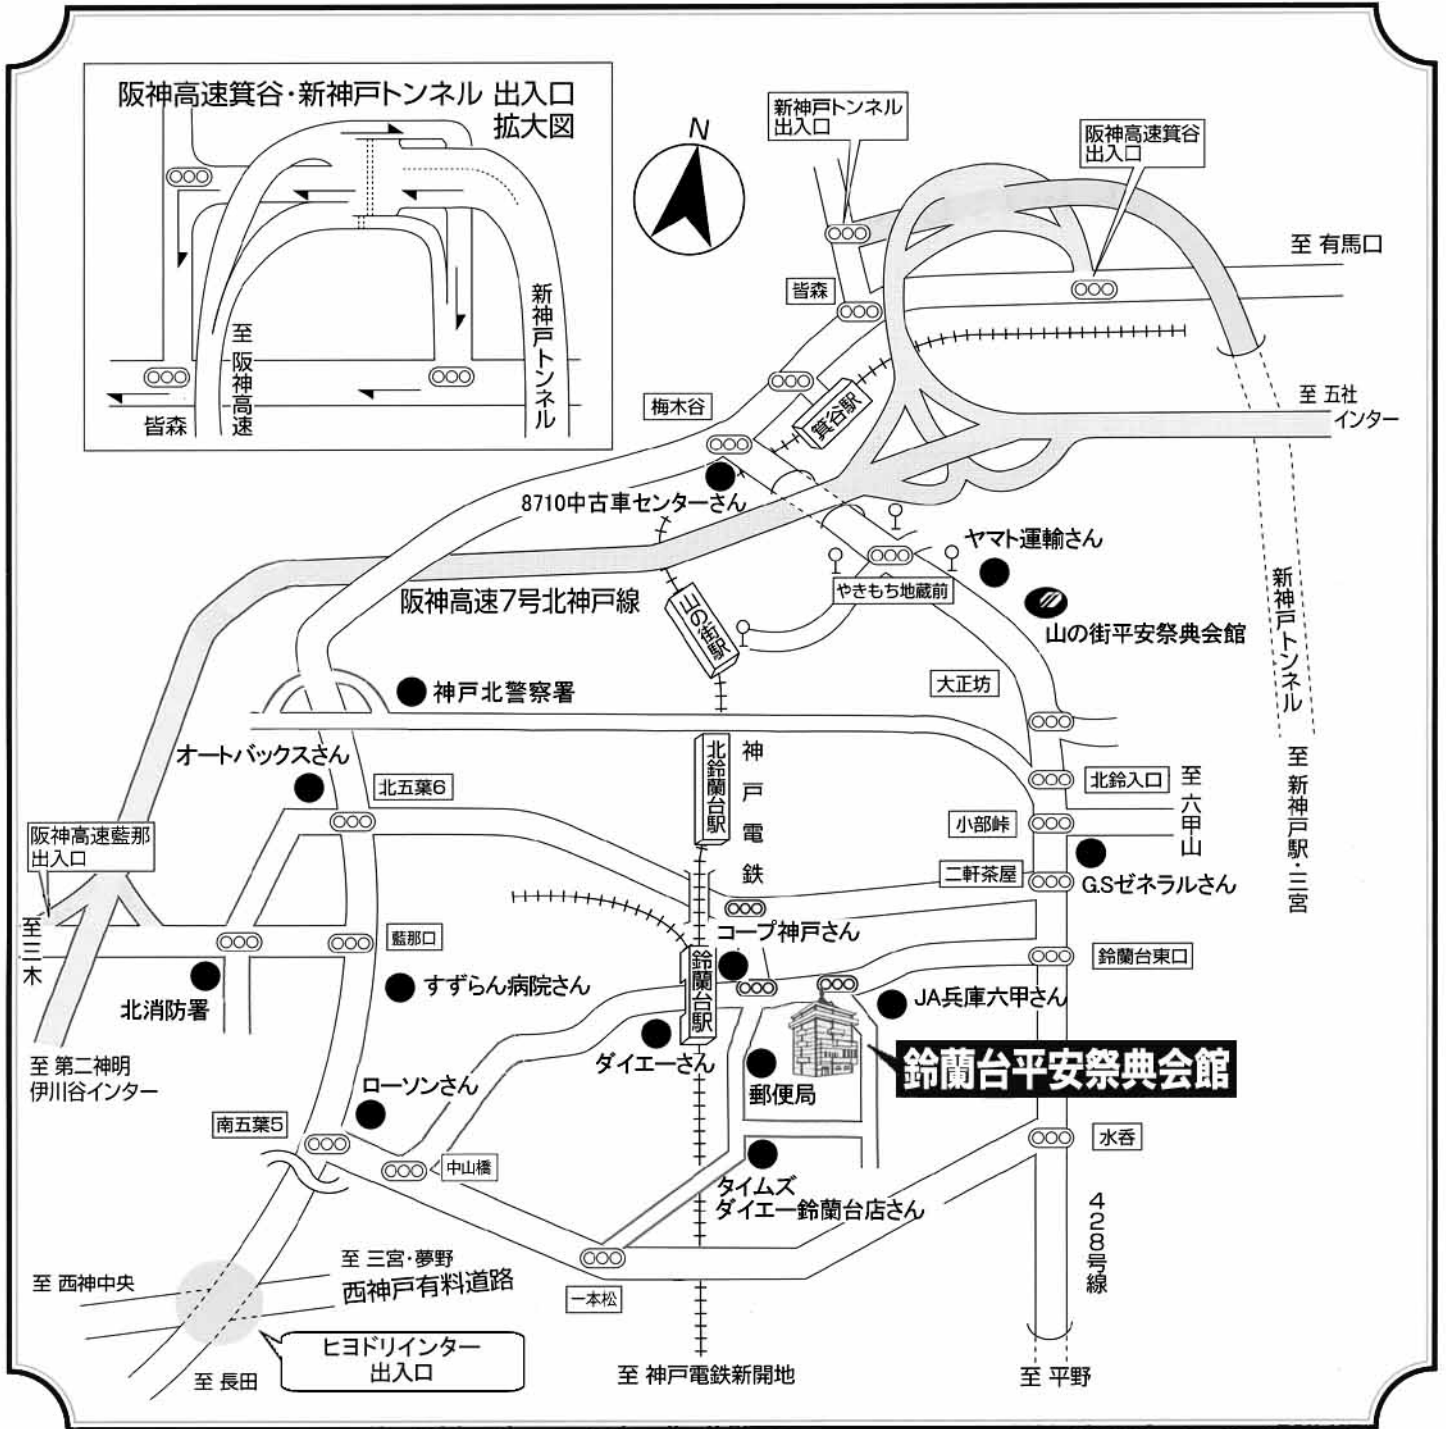 阪神高速箕谷・新神戸トンネル 出入口
拡大図
至 阪神高速
新神戸トンネル
皆森
N
新神戸トンネル
出入口
阪神高速箕谷
出入口
至 有馬口
皆森
梅木谷
箕谷駅
至 五社
インター
8710中古車センターさん
ヤマト運輸さん
やきもち地蔵前
阪神高速7号北神戸線
山の街駅
山の街平安祭典会館
新神戸トンネル
大正坊
神戸北警察署
オートバックスさん
北鈴蘭台駅
神戸電鉄
北五葉6
北鈴入口
至 六甲山
至 新神戸駅・三宮
小部峠
阪神高速藍那
出入口
二軒茶屋
G.Sゼネラルさん
至 三木
藍那口
コープ神戸さん
鈴蘭台駅
鈴蘭台東口
すずらん病院さん
北消防署
JA兵庫六甲さん
ダイエーさん
鈴蘭台平安祭典会館
至 第二神明
伊川谷インター
ローソンさん
郵便局
南五葉5
水呑
中山橋
タイムズ
ダイエー鈴蘭台店さん
428号線
至 三宮・夢野
西神戸有料道路
至 西神中央
一本松
ヒヨドリインター
出入口
至 長田
至 神戸電鉄新開地
至 平野